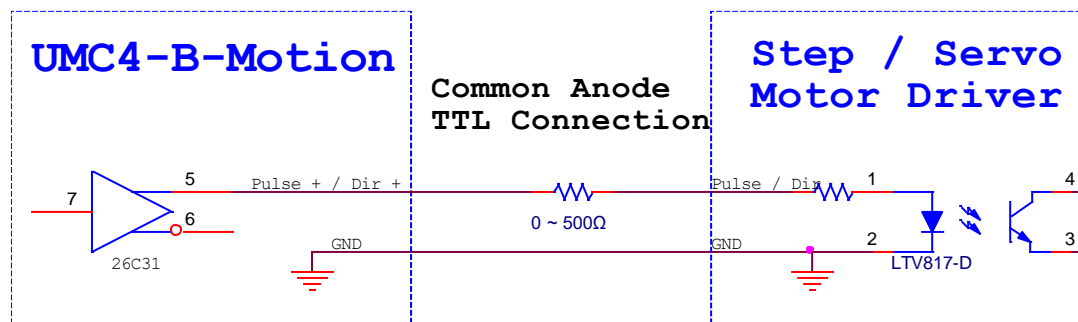 UMC4-B-Motion
Step / Servo
Motor Driver
Common Anode
TTL Connection
7
5
6
26C31
Pulse + / Dir +
GND
0 ~ 500Ω
Pulse / Dir
GND
1
2
LTV817-D
4
3